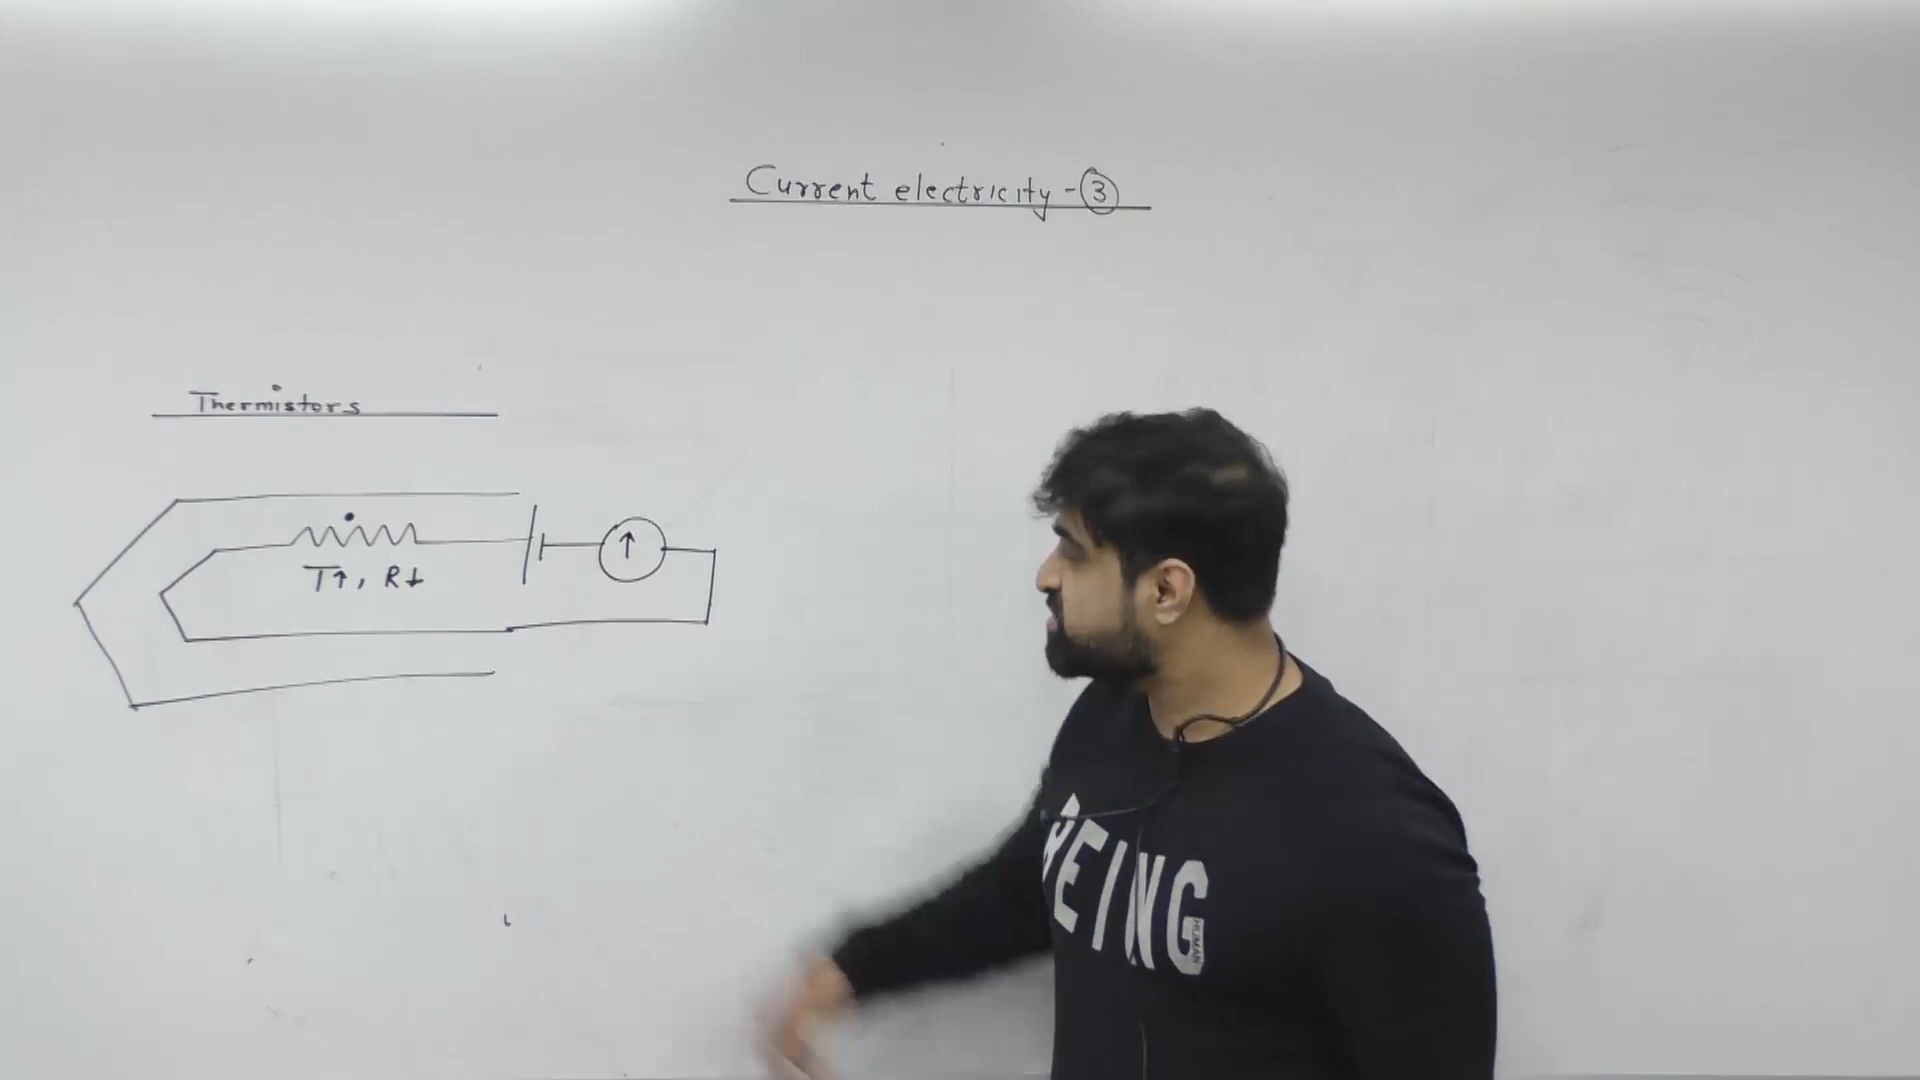 Current electricity - ③
Thermistors
T↑, R↓
BEING
HUMAN